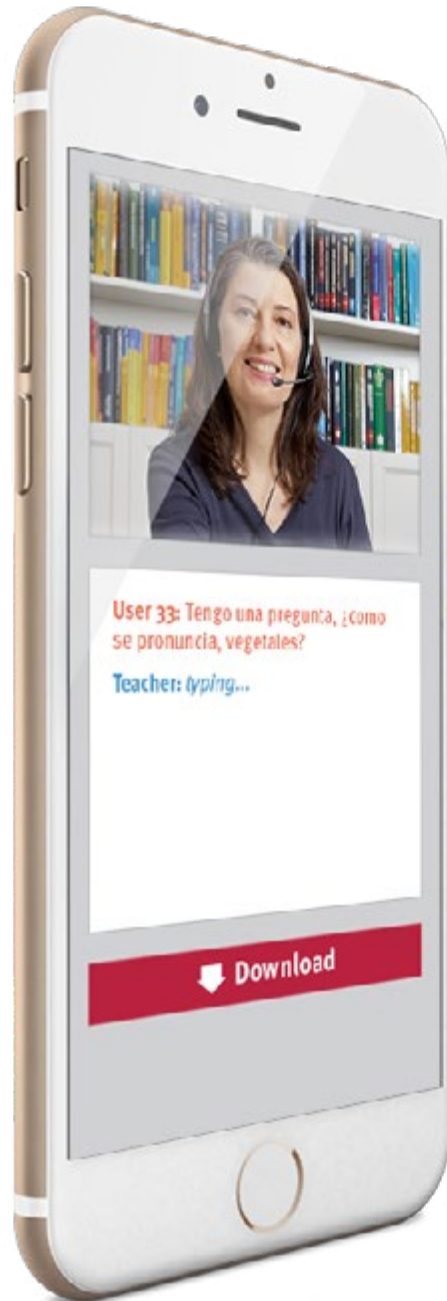 User 33: Tengo una pregunta, ¿como
se pronuncia, vegetales?
Teacher: typing...
Download